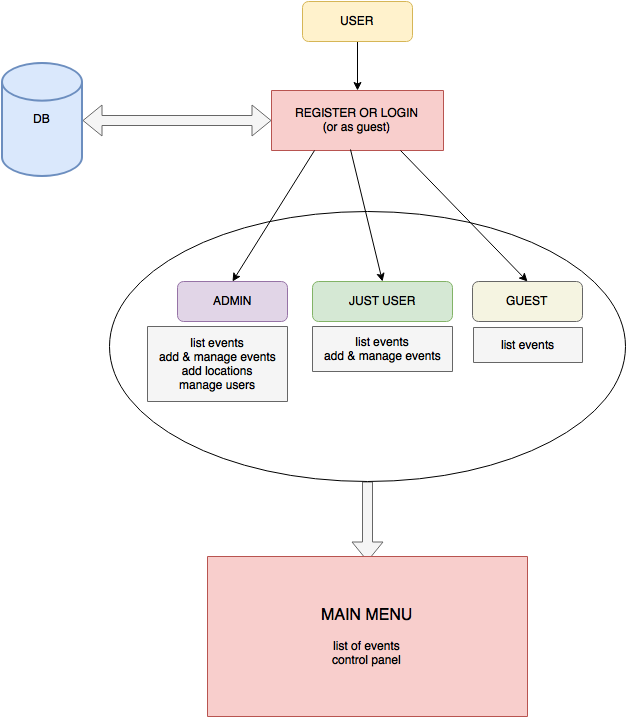 USER
DB
REGISTER OR LOGIN
(or as guest)
ADMIN
list events
add & manage events
add locations
manage users
JUST USER
list events
add & manage events
GUEST
list events
MAIN MENU
list of events
control panel